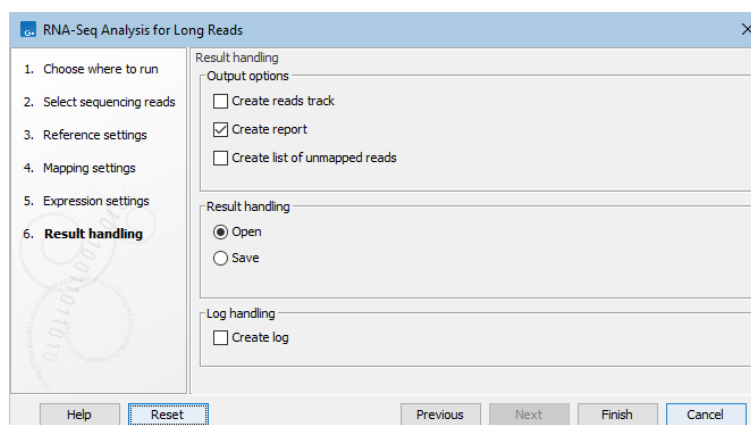 RNA-Seq Analysis for Long Reads
1. Choose where to run
2. Select sequencing reads
3. Reference settings
4. Mapping settings
5. Expression settings
6. Result handling
Result handling
Output options
Create reads track
Create report
Create list of unmapped reads
Result handling
Open
Save
Log handling
Create log
Help Reset Previous Next Finish Cancel